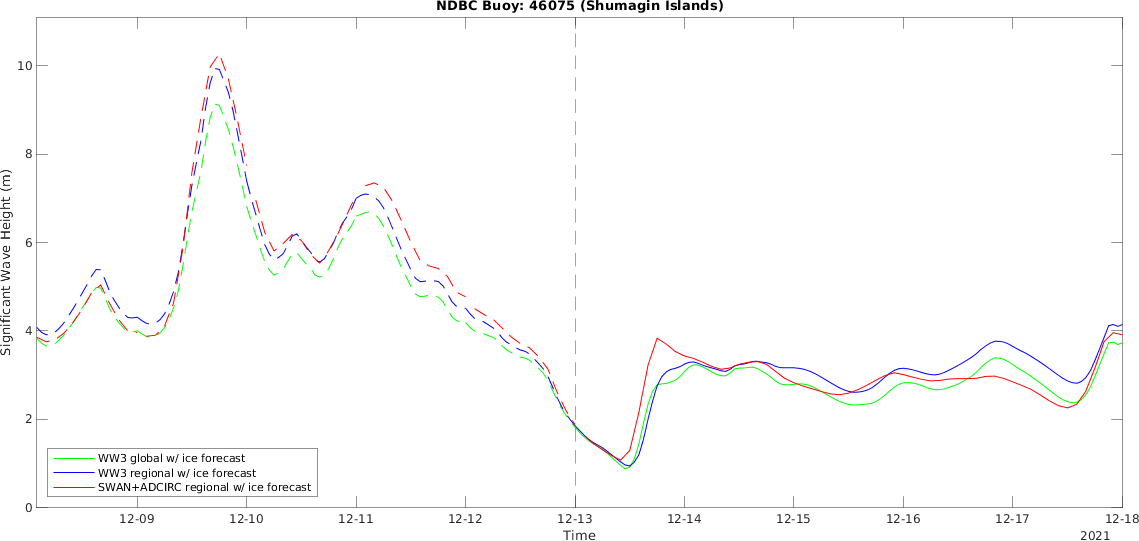 NDBC Buoy: 46075 (Shumagin Islands)
Significant Wave Height (m)
10
8
6
4
2
0
WW3 global w/ ice forecast
WW3 regional w/ ice forecast
SWAN+ADCIRC regional w/ ice forecast
12-09 12-10 12-11 12-12 12-13 12-14 12-15 12-16 12-17 12-18
Time
2021